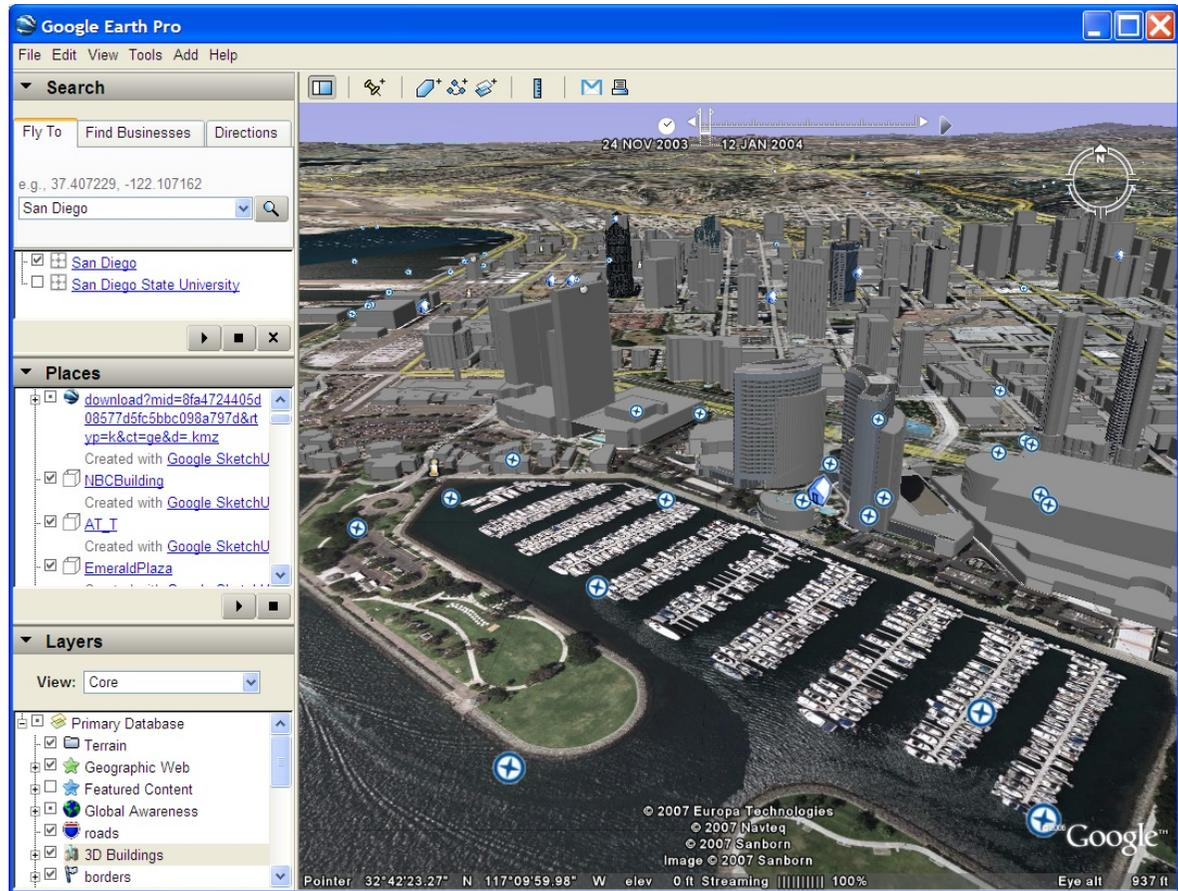 Google Earth Pro
File Edit View Tools Add Help
Search
Fly To Find Businesses Directions
e.g., 37.407229, -122.107162
San Diego
San Diego
San Diego State University
Places
download?mid=8fa4724405d
08577d5fc5bbc098a797d&rt
yp=k&ct=ge&d=.kmz
Created with Google SketchU
NBCBuilding
Created with Google SketchU
AT_T
Created with Google SketchU
EmeraldPlaza
Layers
View: Core
Primary Database
Terrain
Geographic Web
Featured Content
Global Awareness
roads
3D Buildings
borders
24 NOV 2003 12 JAN 2004
N
© 2007 Europa Technologies
© 2007 Navteq
© 2007 Sanborn
Image © 2007 Sanborn
Google™
Pointer 32°42'23.27" N 117°09'59.98" W elev 0 ft Streaming |||||||||| 100% Eye alt 937 ft